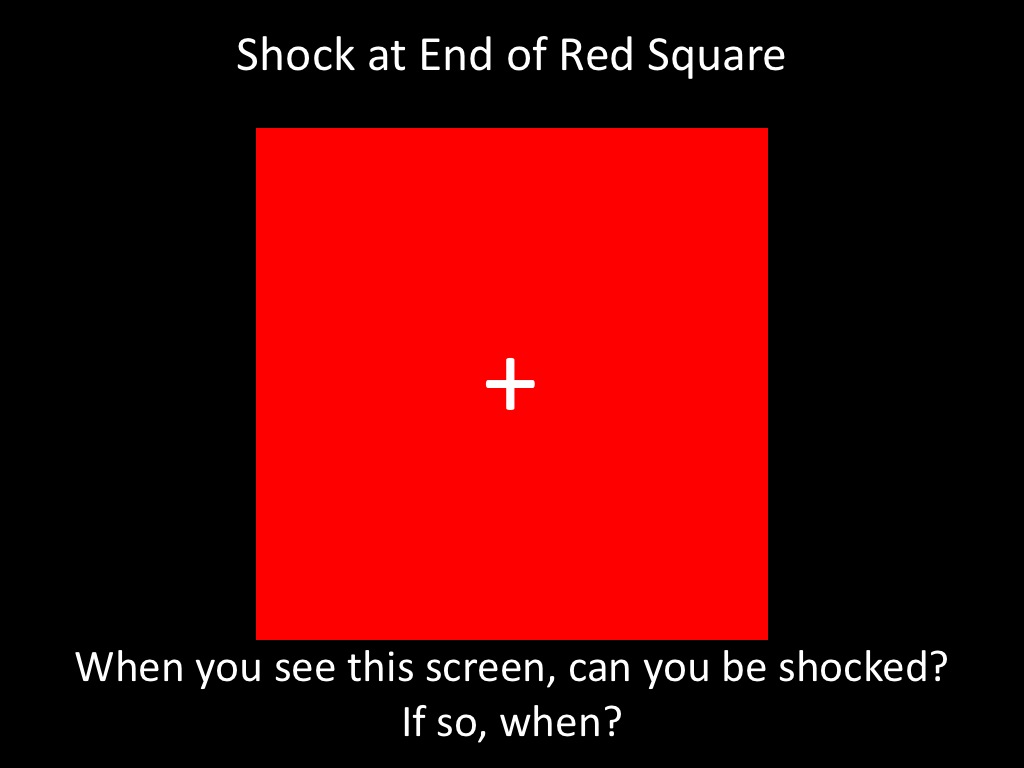 Shock at End of Red Square
+
When you see this screen, can you be shocked?
If so, when?